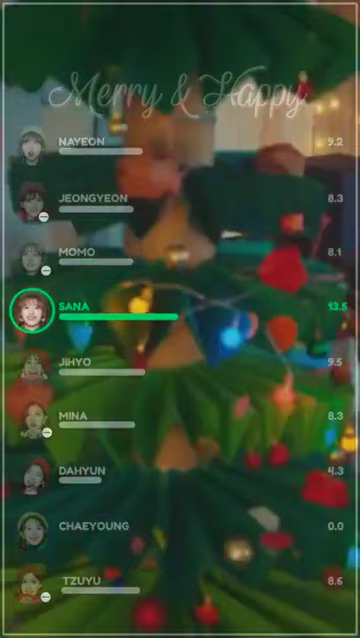 Merry & Happy
NAYEON 9.2
JEONGYEON 8.3
MOMO 8.1
SANA 13.5
JIHYO 9.5
MINA 8.3
DAHYUN 4.3
CHAEYOUNG 0.0
TZUYU 8.6